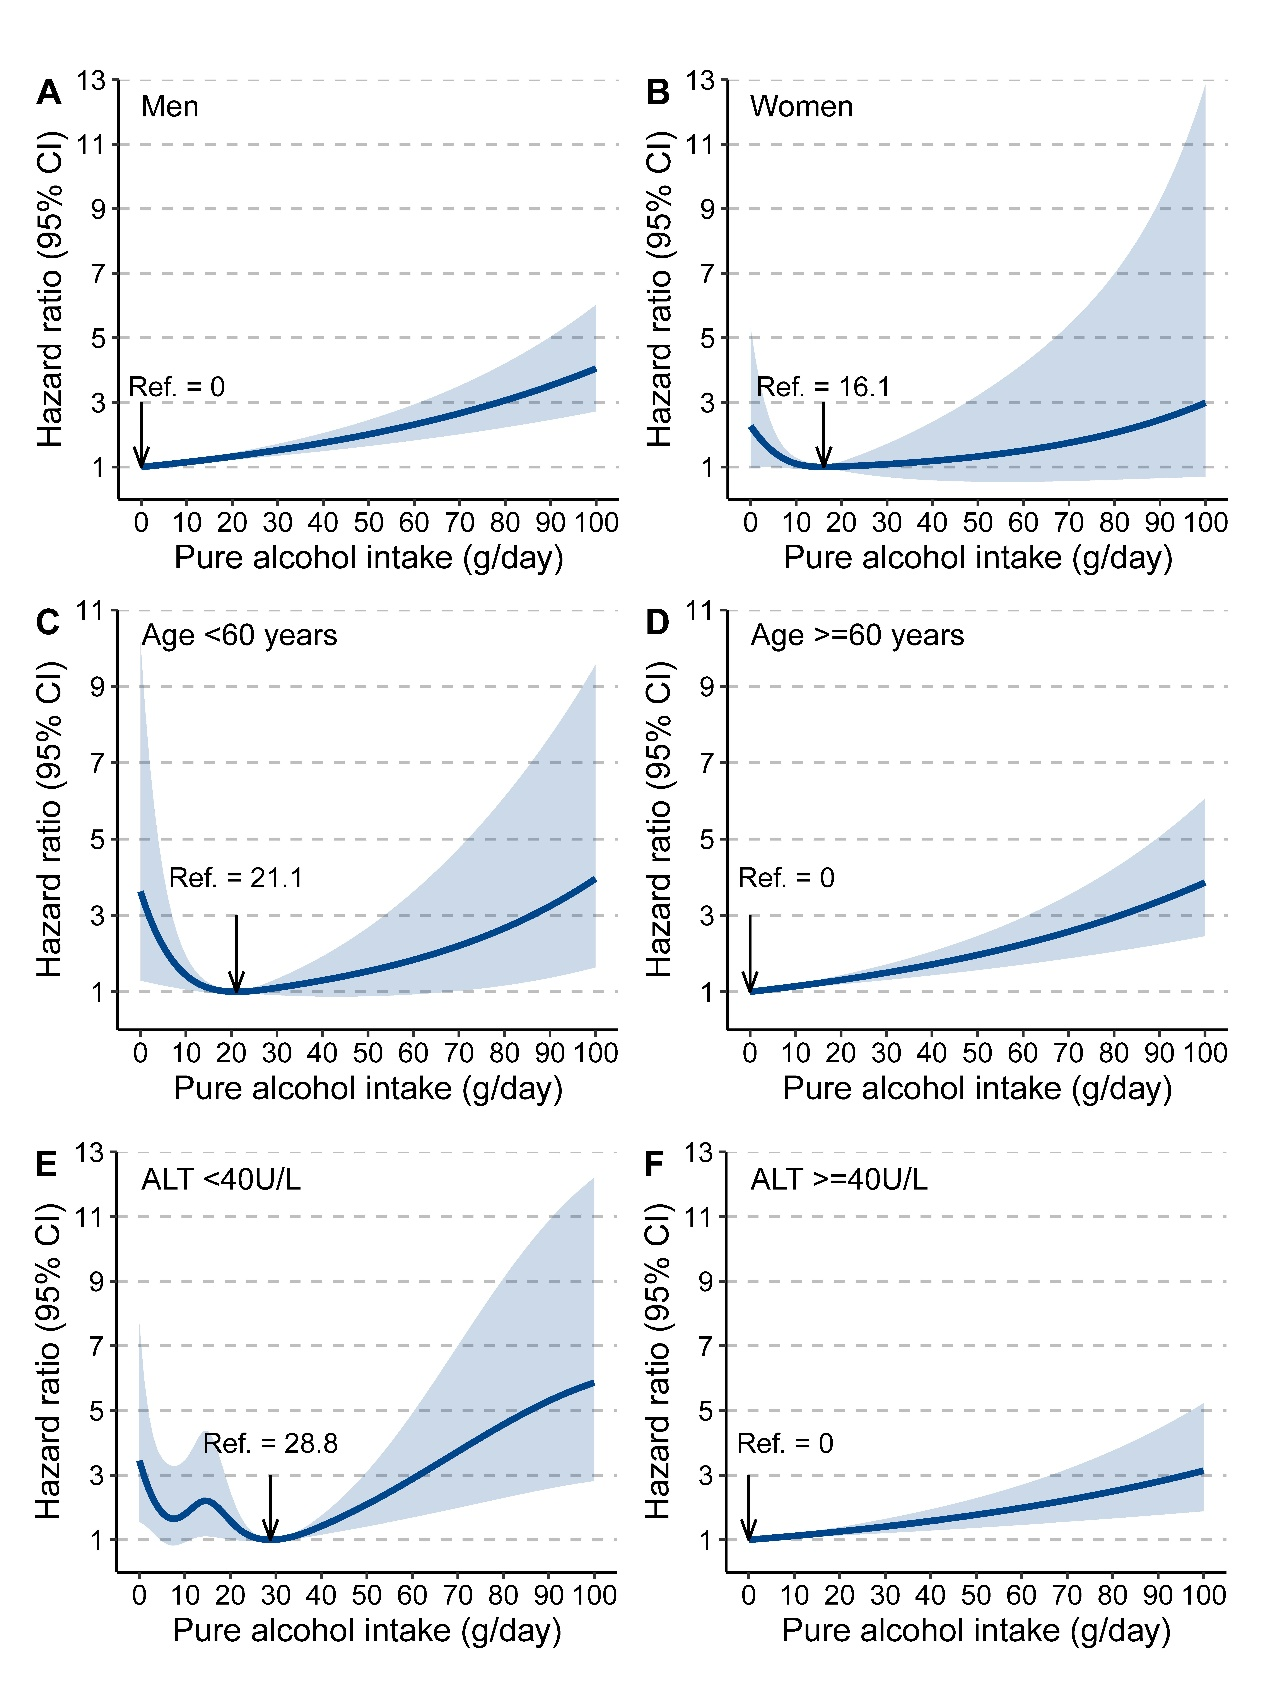 A
Men
Hazard ratio (95% CI)
13
11
9
7
5
3
1
Ref. = 0
0 10 20 30 40 50 60 70 80 90 100
Pure alcohol intake (g/day)
B
Women
Hazard ratio (95% CI)
13
11
9
7
5
3
1
Ref. = 16.1
0 10 20 30 40 50 60 70 80 90 100
Pure alcohol intake (g/day)
C
Age <60 years
Hazard ratio (95% CI)
11
9
7
5
3
1
Ref. = 21.1
0 10 20 30 40 50 60 70 80 90 100
Pure alcohol intake (g/day)
D
Age >=60 years
Hazard ratio (95% CI)
11
9
7
5
3
1
Ref. = 0
0 10 20 30 40 50 60 70 80 90 100
Pure alcohol intake (g/day)
E
ALT <40U/L
Hazard ratio (95% CI)
13
11
9
7
5
3
1
Ref. = 28.8
0 10 20 30 40 50 60 70 80 90 100
Pure alcohol intake (g/day)
F
ALT >=40U/L
Hazard ratio (95% CI)
13
11
9
7
5
3
1
Ref. = 0
0 10 20 30 40 50 60 70 80 90 100
Pure alcohol intake (g/day)